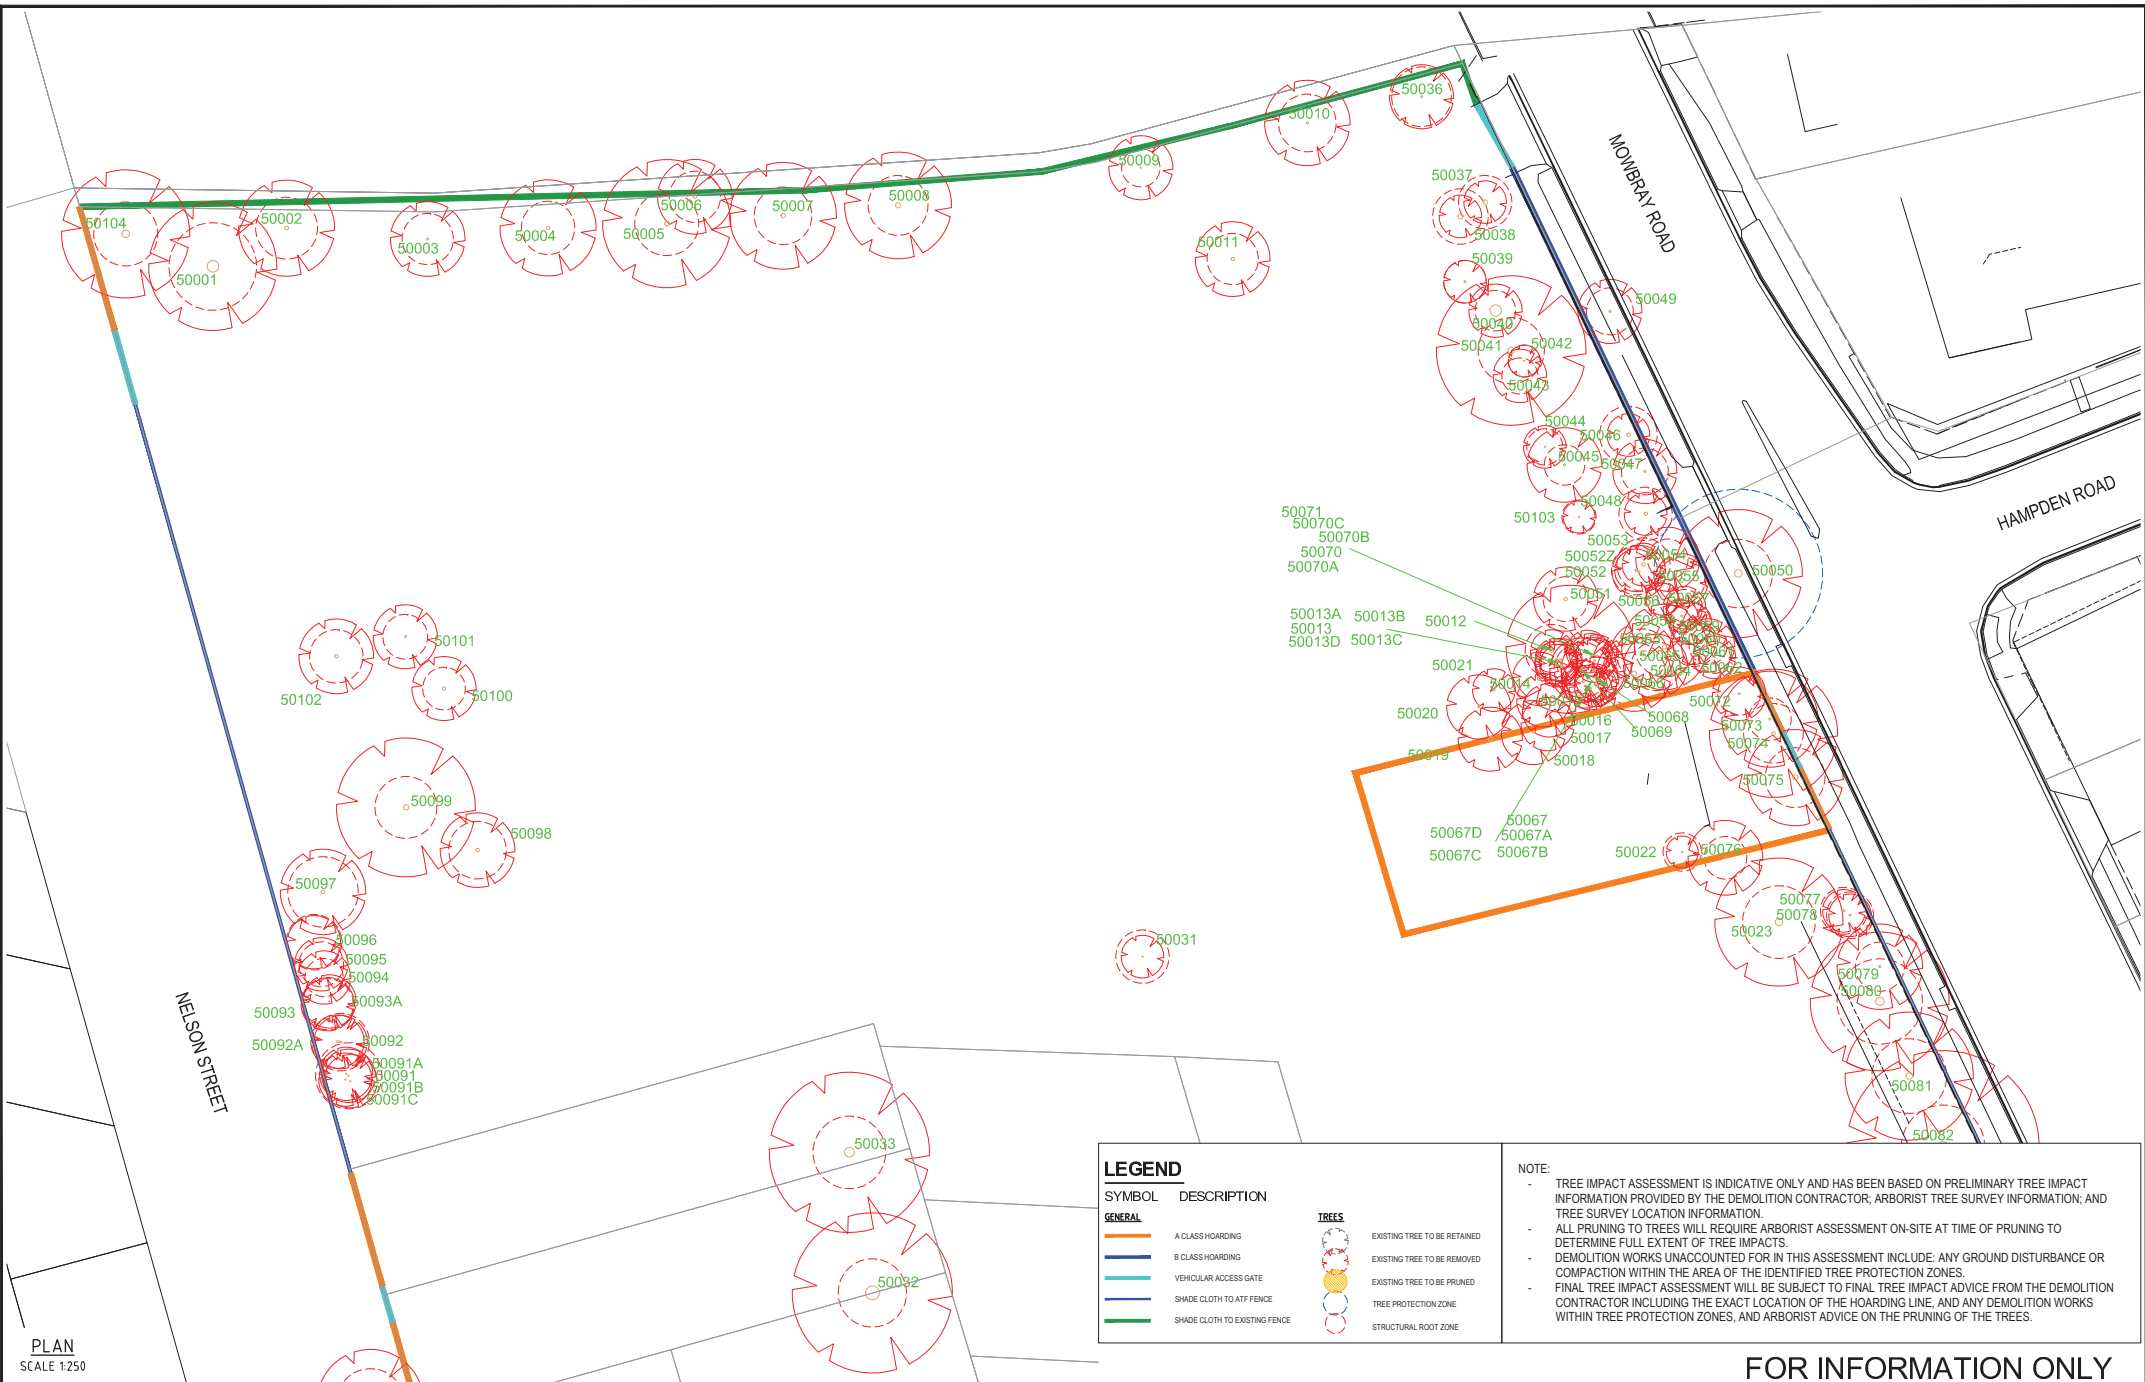 50036
50010
50009
50104
50002
50001
50003
50004
50005
50006
50007
50008
50011
50037
50038
50039
50040
50041
50042
50043
50049
MOWBRAY ROAD
HAMPDEN ROAD
50044
50046
50045
50047
50048
50103
50053
50052Z
50054
50052
50055
50050
50051
50071
50070C
50070B
50070
50070A
50013A
50013B
50013
50012
50013D
50013C
50021
50014
50020
50016
50068
50017
50069
50018
50019
50064
50062
50072
50073
50074
50075
50067
50067D
50067A
50067C
50067B
50022
50076
50077
50078
50023
50079
50080
50081
50082
50101
50102
50100
50099
50098
50097
50096
50095
50094
50093A
50093
50092A
50092
50091A
50091
50091B
50091C
50031
50033
50032
NELSON STREET
PLAN
SCALE 1:250
LEGEND
SYMBOL DESCRIPTION
GENERAL
A CLASS HOARDING
B CLASS HOARDING
VEHICULAR ACCESS GATE
SHADE CLOTH TO ATF FENCE
SHADE CLOTH TO EXISTING FENCE
TREES
EXISTING TREE TO BE RETAINED
EXISTING TREE TO BE REMOVED
EXISTING TREE TO BE PRUNED
TREE PROTECTION ZONE
STRUCTURAL ROOT ZONE
NOTE:
- TREE IMPACT ASSESSMENT IS INDICATIVE ONLY AND HAS BEEN BASED ON PRELIMINARY TREE IMPACT
INFORMATION PROVIDED BY THE DEMOLITION CONTRACTOR; ARBORIST TREE SURVEY INFORMATION; AND
TREE SURVEY LOCATION INFORMATION.
- ALL PRUNING TO TREES WILL REQUIRE ARBORIST ASSESSMENT ON-SITE AT TIME OF PRUNING TO
DETERMINE FULL EXTENT OF TREE IMPACTS.
- DEMOLITION WORKS UNACCOUNTED FOR IN THIS ASSESSMENT INCLUDE: ANY GROUND DISTURBANCE OR
COMPACTION WITHIN THE AREA OF THE IDENTIFIED TREE PROTECTION ZONES.
- FINAL TREE IMPACT ASSESSMENT WILL BE SUBJECT TO FINAL TREE IMPACT ADVICE FROM THE DEMOLITION
CONTRACTOR INCLUDING THE EXACT LOCATION OF THE HOARDING LINE, AND ANY DEMOLITION WORKS
WITHIN TREE PROTECTION ZONES, AND ARBORIST ADVICE ON THE PRUNING OF THE TREES.
FOR INFORMATION ONLY